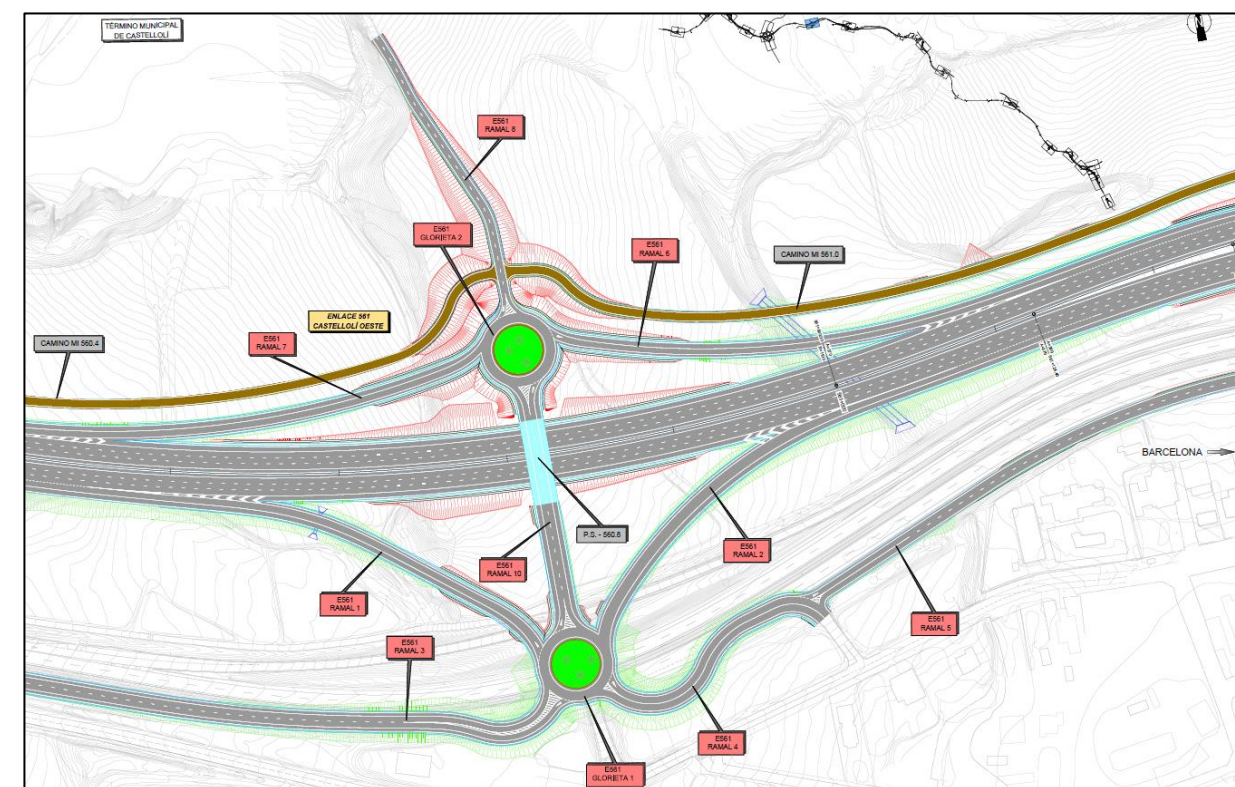 TÉRMINO MUNICIPAL
DE CASTELLOLÍ
E561
RAMAL 8
E561
GLORIETA 2
E561
RAMAL 6
CAMINO MI 561.0
ENLACE 561
CASTELLOLÍ OESTE
CAMINO MI 560.4
E561
RAMAL 7
BARCELONA
P.S. - 560.8
E561
RAMAL 2
E561
RAMAL 10
E561
RAMAL 1
E561
RAMAL 5
E561
RAMAL 3
E561
RAMAL 4
E561
GLORIETA 1